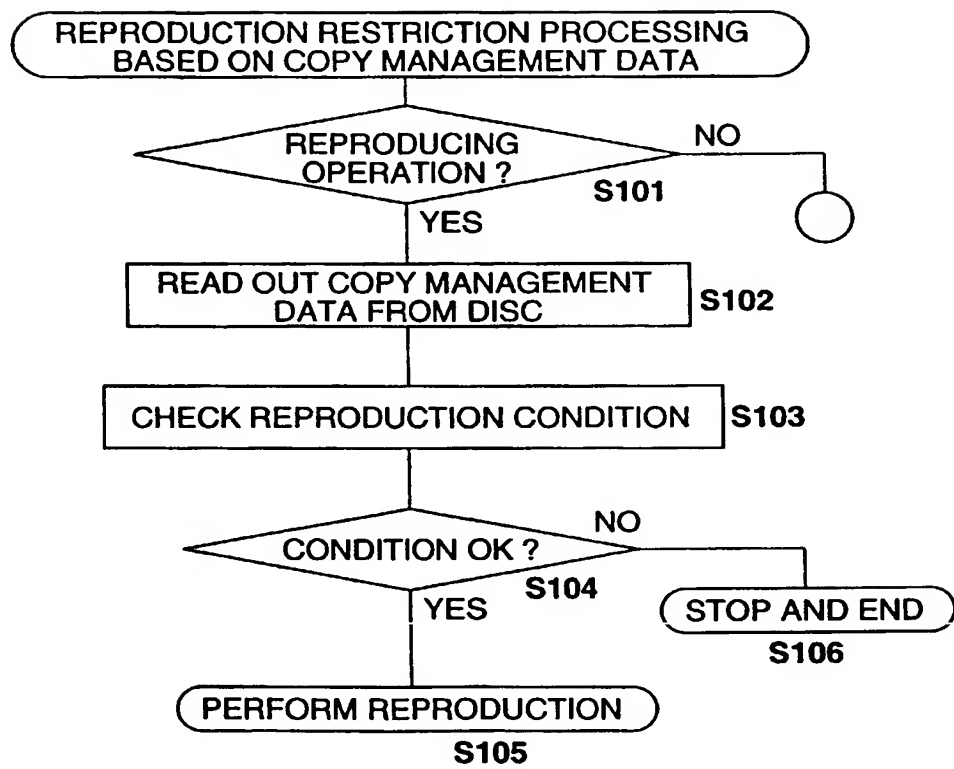 REPRODUCTION RESTRICTION PROCESSING
BASED ON COPY MANAGEMENT DATA
REPRODUCING
OPERATION ?
NO
S101
YES
READ OUT COPY MANAGEMENT
DATA FROM DISC
S102
CHECK REPRODUCTION CONDITION
S103
CONDITION OK ?
NO
S104
YES
STOP AND END
S106
PERFORM REPRODUCTION
S105